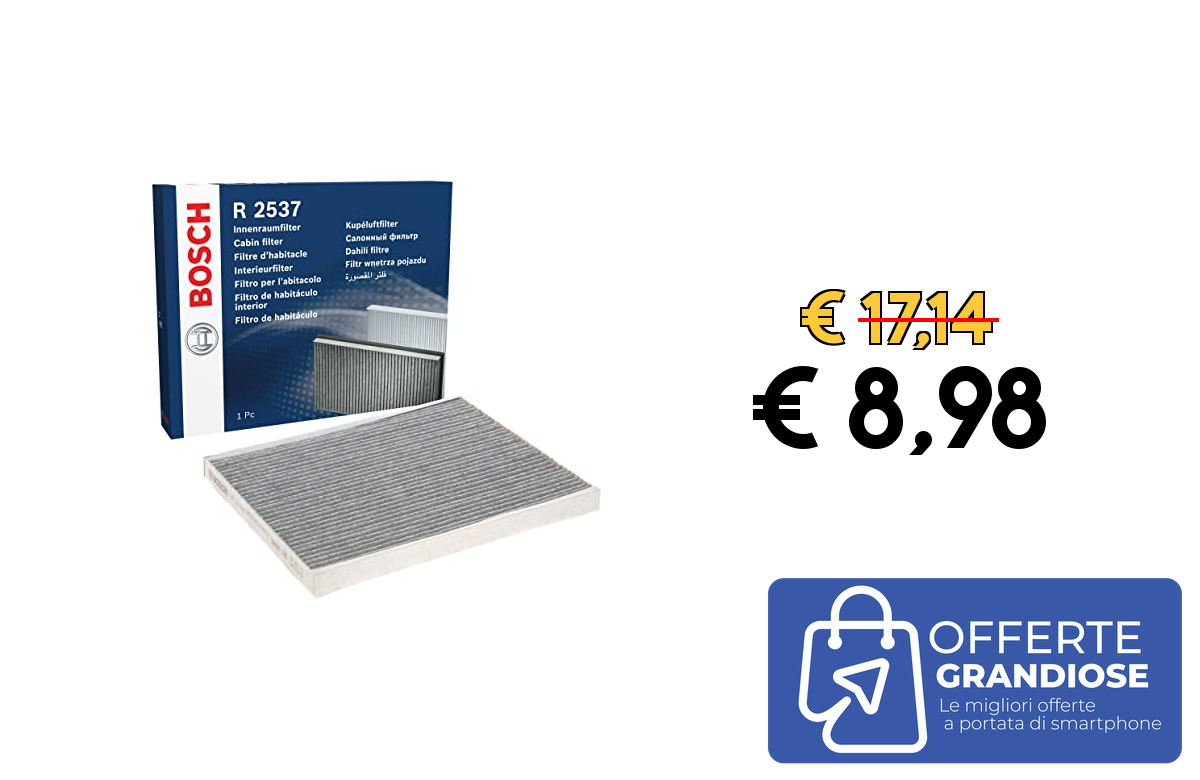 BOSCH
R 2537
Innenraumfilter
Cabin filter
Filtre d'habitacle
Interieurfilter
Filtro per l'abitacolo
Filtro de habitáculo
interior
Filtro de habitáculo
Kupéluftfilter
Салонный фильтр
Dahili filtre
Filtr wnetrza pojazdu
فلتر المقصورة
1 Pc
€ 17,14
€ 8,98
OFFERTE
GRANDIOSE
Le migliori offerte
a portata di smartphone